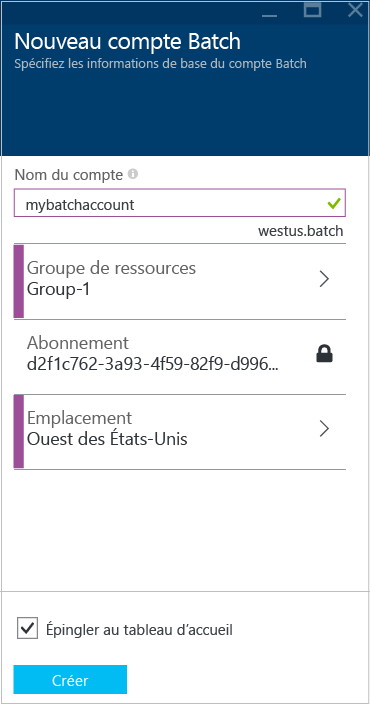 Nouveau compte Batch
Spécifiez les informations de base du compte Batch
Nom du compte
mybatchaccount
westus.batch
Groupe de ressources
Group-1
Abonnement
d2f1c762-3a93-4f59-82f9-d996...
Emplacement
Ouest des États-Unis
Épingler au tableau d'accueil
Créer